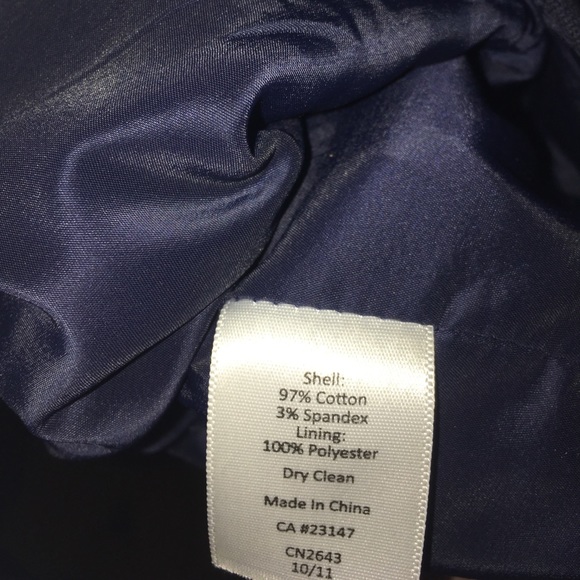 Shell:
97% Cotton
3% Spandex
Lining:
100% Polyester
Dry Clean
Made In China
CA #23147
CN2643
10/11